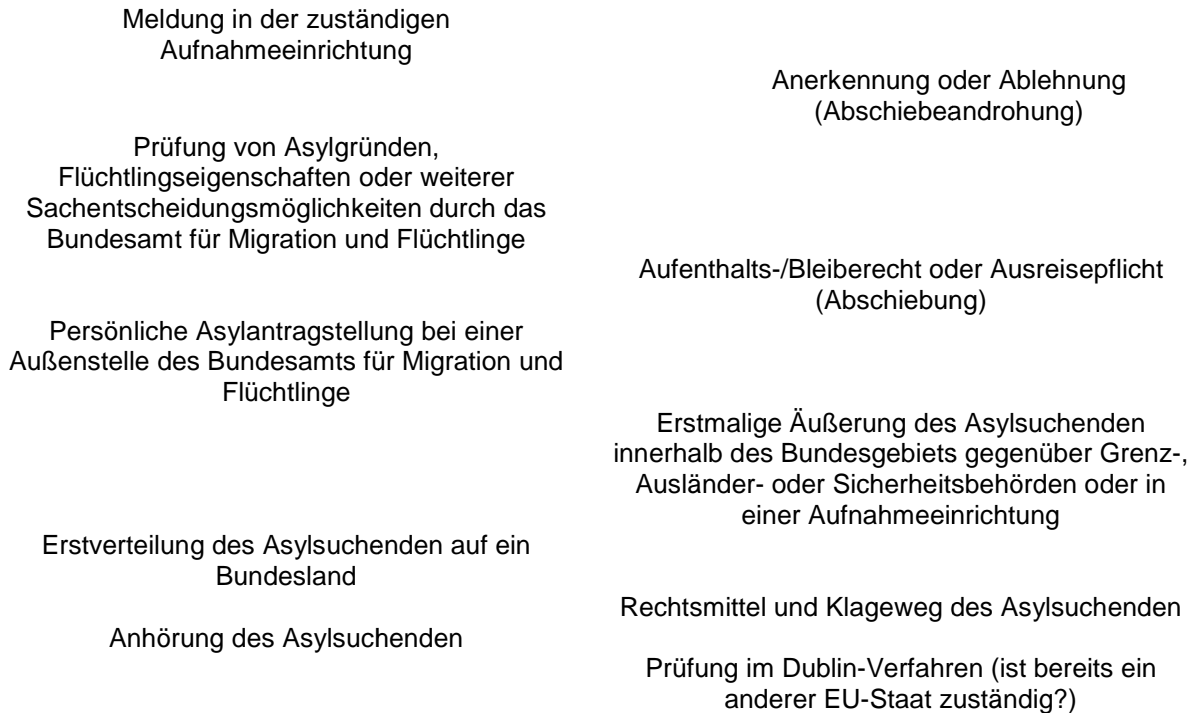 Meldung in der zuständigen
Aufnahmeeinrichtung
Anerkennung oder Ablehnung
(Abschiebeandrohung)
Prüfung von Asylgründen,
Flüchtlingseigenschaften oder weiterer
Sachentscheidungsmöglichkeiten durch das
Bundesamt für Migration und Flüchtlinge
Aufenthalts-/Bleiberecht oder Ausreisepflicht
(Abschiebung)
Persönliche Asylantragstellung bei einer
Außenstelle des Bundesamts für Migration und
Flüchtlinge
Erstmalige Äußerung des Asylsuchenden
innerhalb des Bundesgebiets gegenüber Grenz-,
Ausländer- oder Sicherheitsbehörden oder in
einer Aufnahmeeinrichtung
Erstverteilung des Asylsuchenden auf ein
Bundesland
Rechtsmittel und Klageweg des Asylsuchenden
Anhörung des Asylsuchenden
Prüfung im Dublin-Verfahren (ist bereits ein
anderer EU-Staat zuständig?)